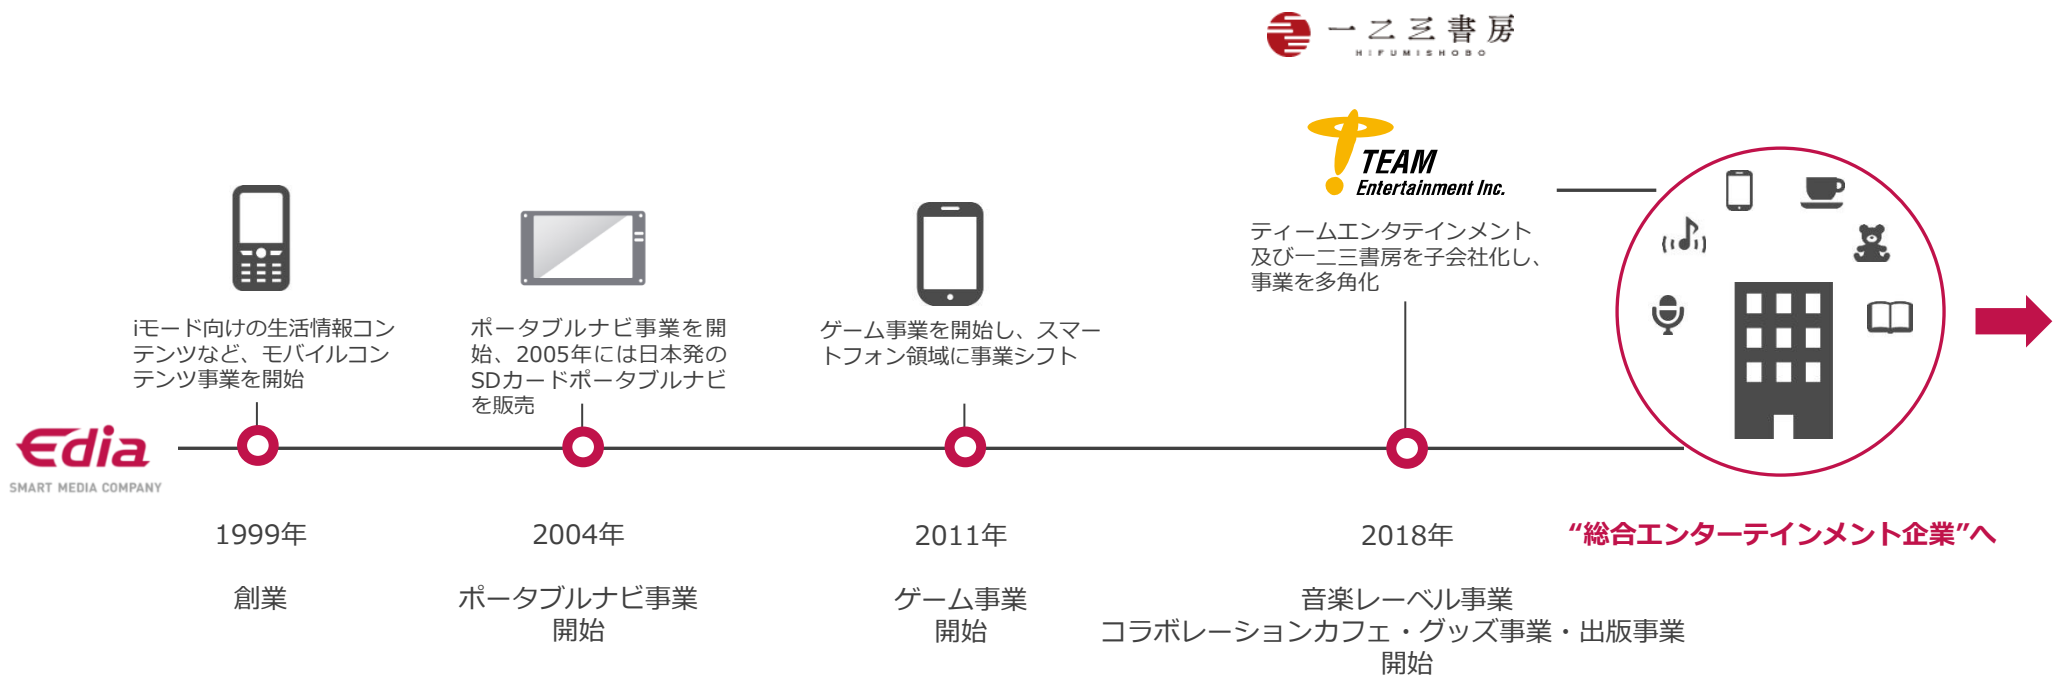 一二三書房
HIFUMISHOBO
TEAM
Entertainment Inc.
ティームエンタテインメント
及び一二三書房を子会社化し、
事業を多角化
iモード向けの生活情報コン
テンツなど、モバイルコン
テンツ事業を開始
ポータブルナビ事業を開
始、2005年には日本発の
SDカードポータブルナビ
を販売
ゲーム事業を開始し、スマー
トフォン領域に事業シフト
Edia
SMART MEDIA COMPANY
1999年
創業
2004年
ポータブルナビ事業
開始
2011年
ゲーム事業
開始
2018年
音楽レーベル事業
コラボレーションカフェ・グッズ事業・出版事業
開始
“総合エンターテインメント企業”へ